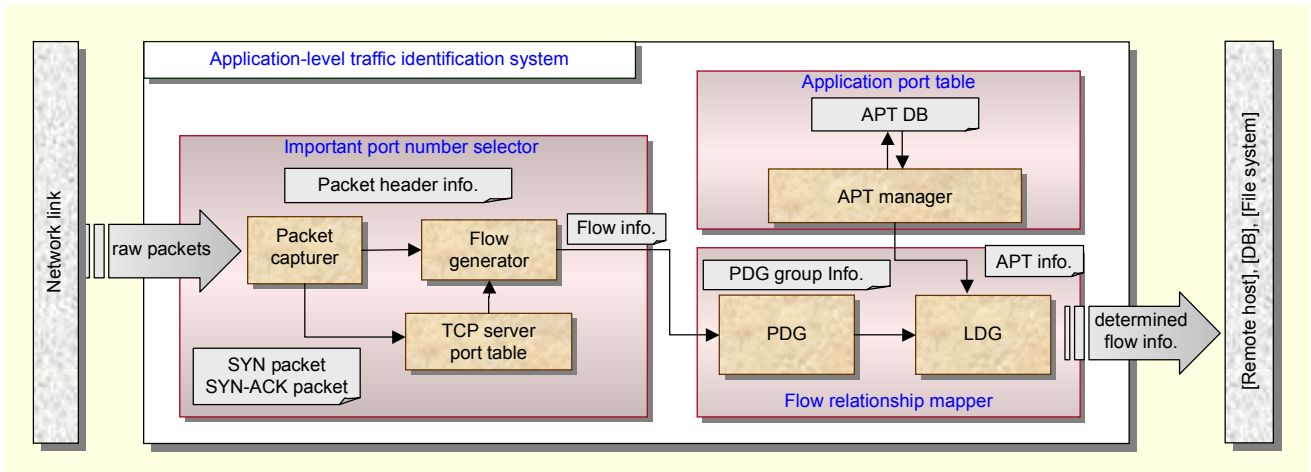 Application-level traffic identification system
Network link
raw packets
Important port number selector
Packet header info.
Packet
capturer
Flow
generator
TCP server
port table
SYN packet
SYN-ACK packet
Flow info.
Application port table
APT DB
APT manager
APT info.
PDG group Info.
PDG
LDG
Flow relationship mapper
determined
flow info.
[Remote host], [DB], [File system]